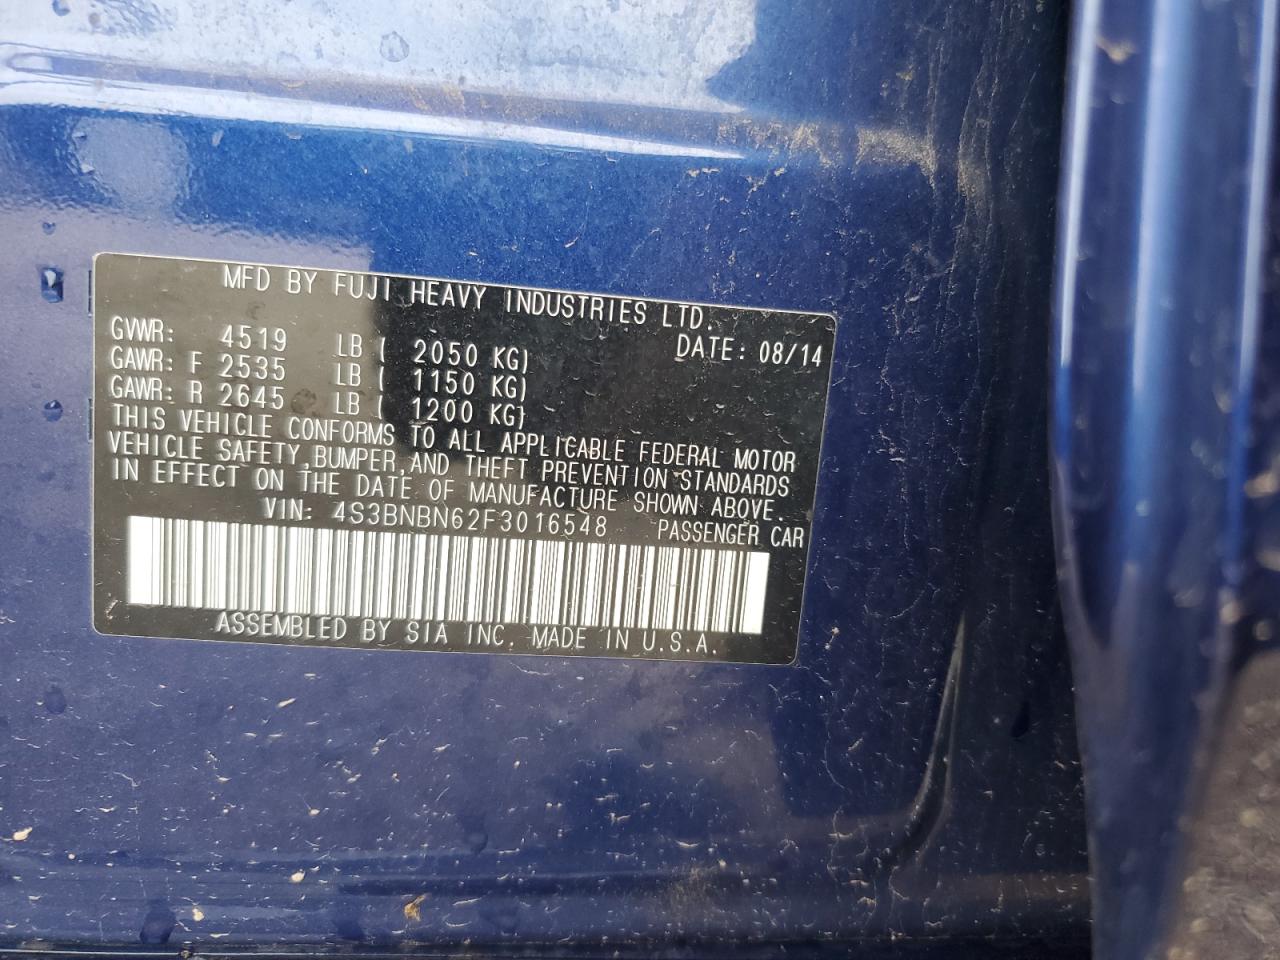 MFD BY FUJI HEAVY INDUSTRIES LTD.
GVWR: 4519 LB ( 2050 KG) DATE: 08/14
GAWR: F 2535 LB ( 1150 KG)
GAWR: R 2645 LB ( 1200 KG)
THIS VEHICLE CONFORMS TO ALL APPLICABLE FEDERAL MOTOR
VEHICLE SAFETY,BUMPER,AND THEFT PREVENTION STANDARDS
IN EFFECT ON THE DATE OF MANUFACTURE SHOWN ABOVE.
VIN: 4S3BNBN62F3016548 PASSENGER CAR
ASSEMBLED BY SIA INC. MADE IN U.S.A.